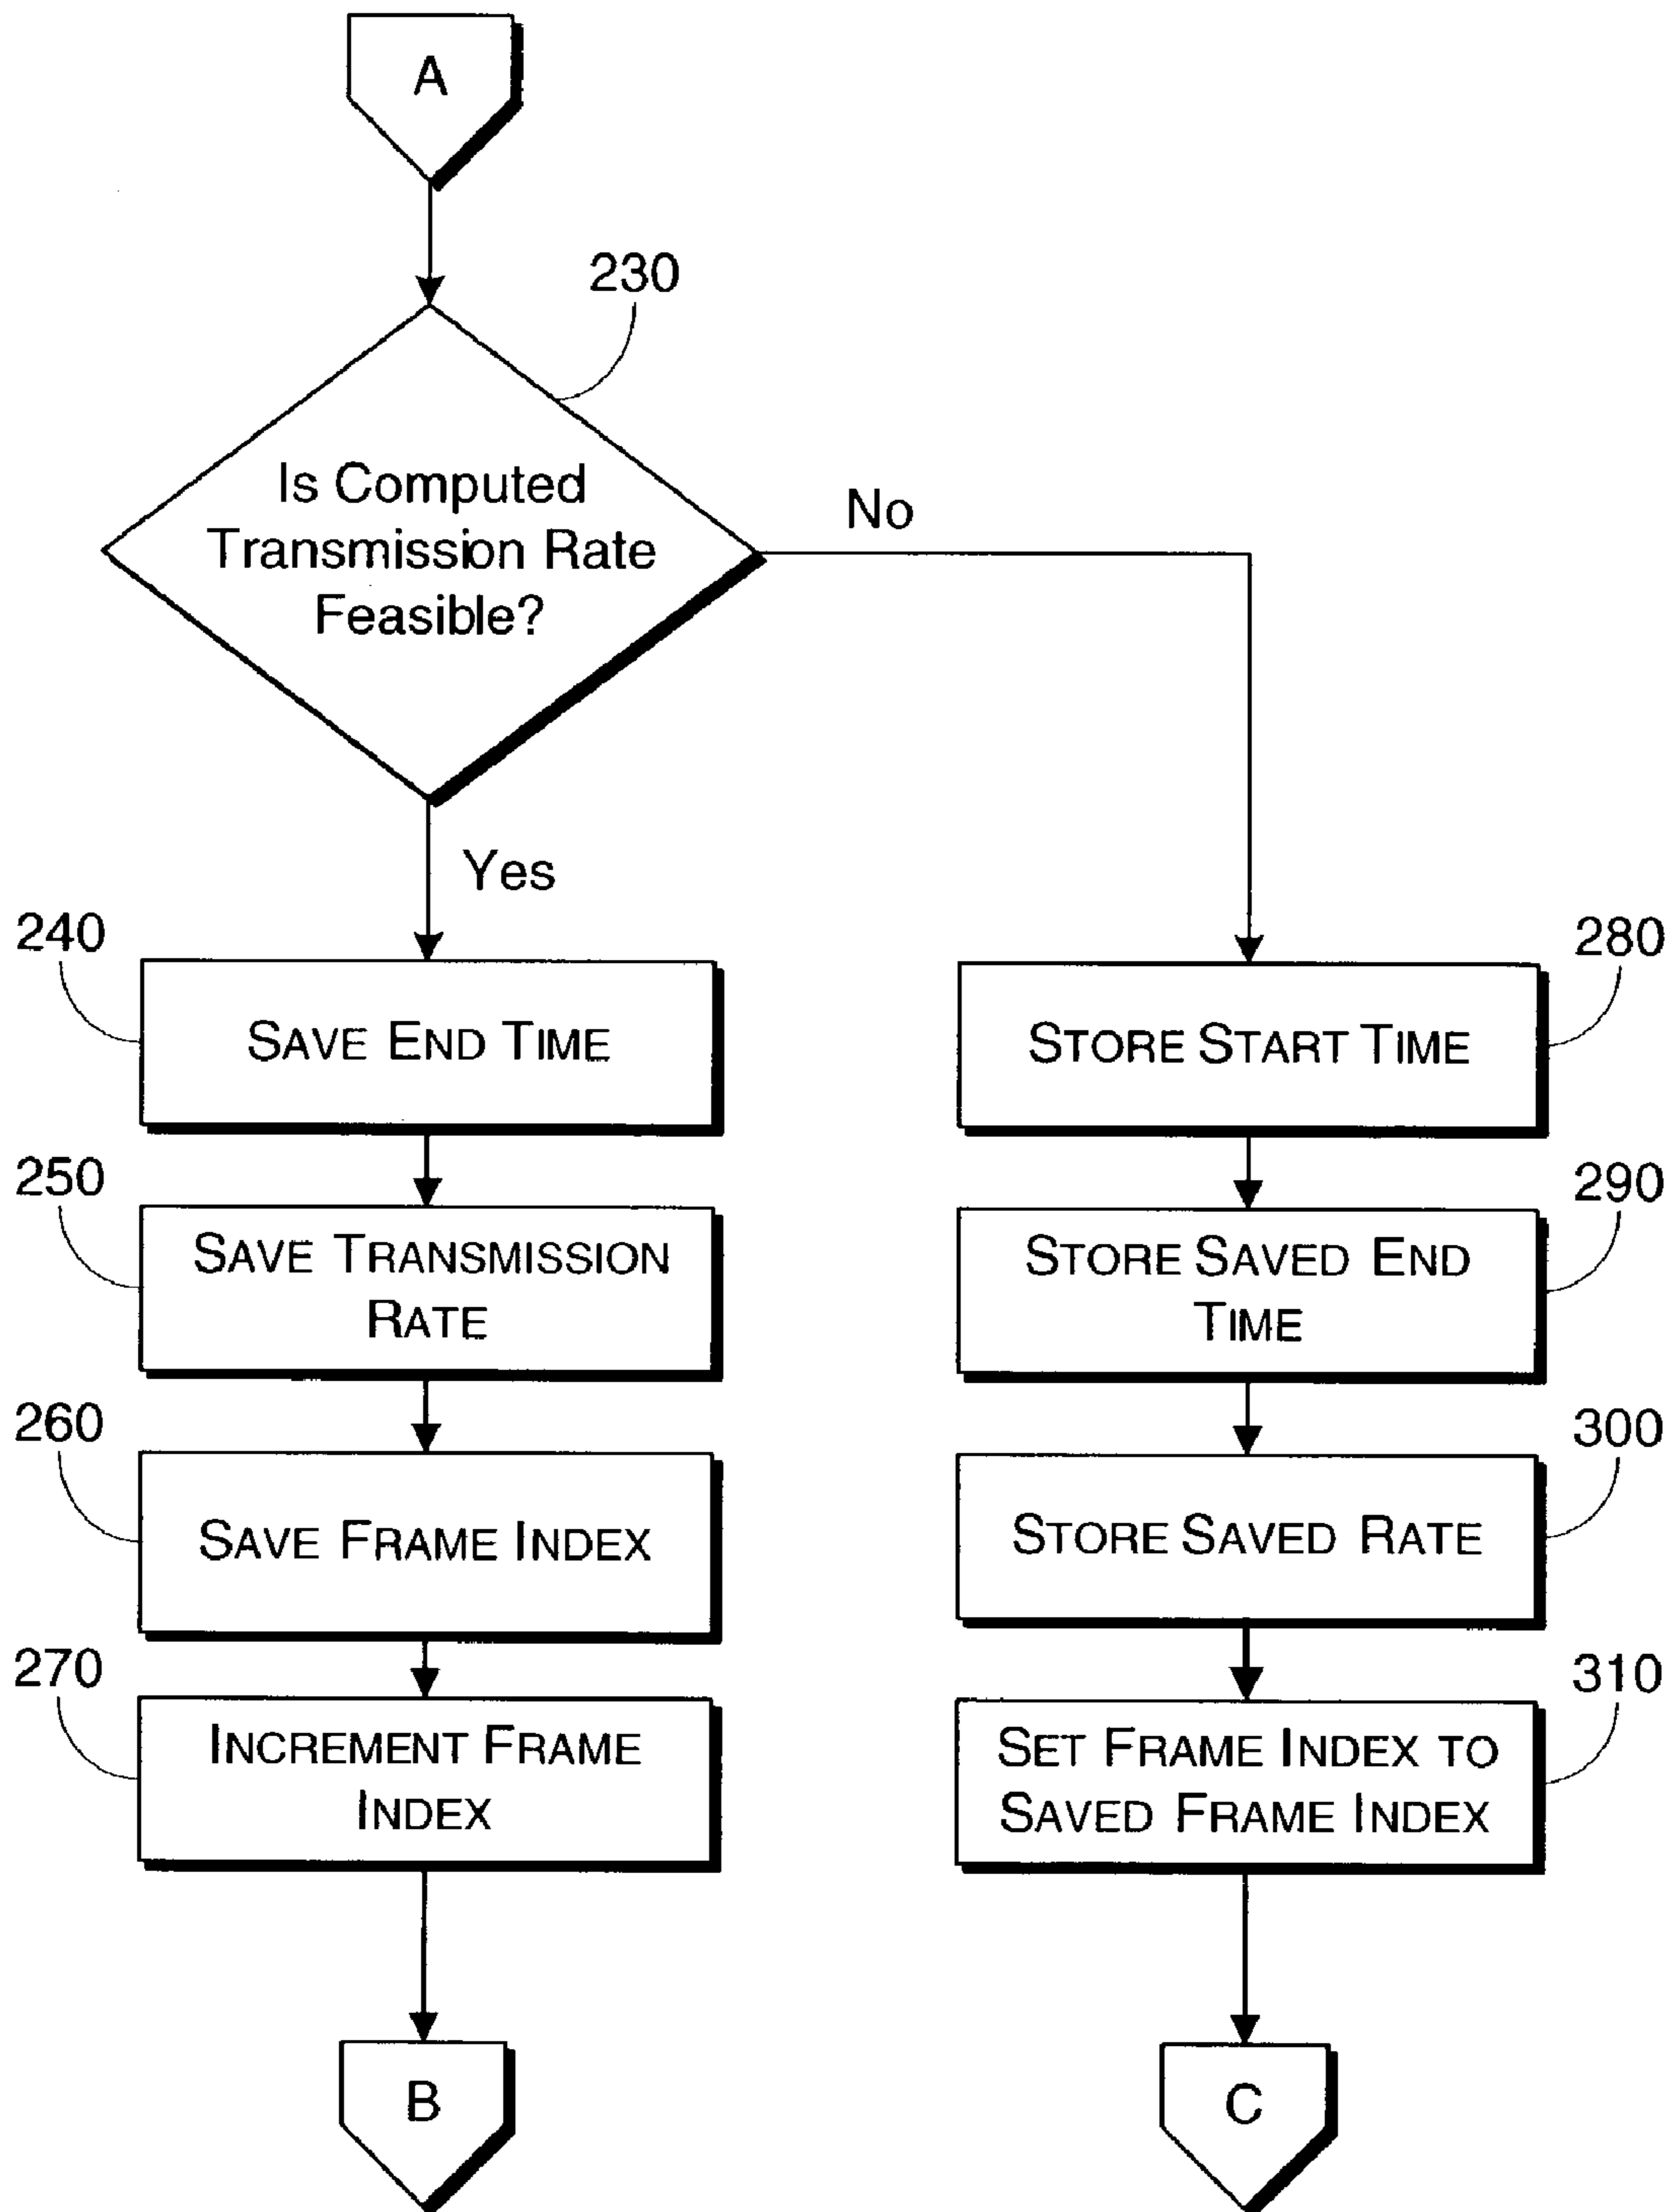 A
230
Is Computed
Transmission Rate
Feasible?
No
Yes
240
SAVE END TIME
280
STORE START TIME
250
SAVE TRANSMISSION
RATE
290
STORE SAVED END
TIME
260
SAVE FRAME INDEX
300
STORE SAVED RATE
270
INCREMENT FRAME
INDEX
310
SET FRAME INDEX TO
SAVED FRAME INDEX
B
C